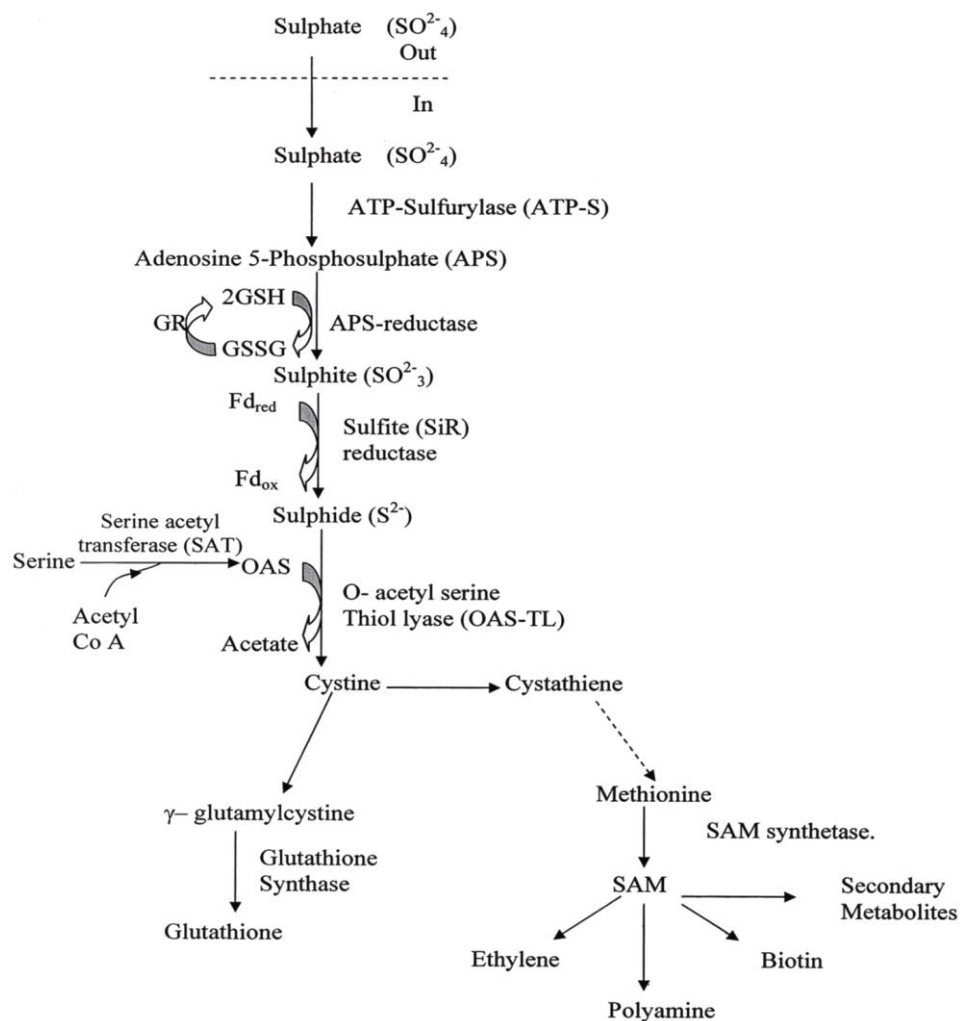 Sulphate (SO²⁻₄)
Out
In
Sulphate (SO²⁻₄)
ATP-Sulfurylase (ATP-S)
Adenosine 5-Phosphosulphate (APS)
2GSH
GR
APS-reductase
GSSG
Sulphite (SO²⁻₃)
Fd_red
Sulfite (SiR)
reductase
Fd_ox
Sulphide (S²⁻)
Serine acetyl
transferase (SAT)
Serine
OAS
O- acetyl serine
Thiol lyase (OAS-TL)
Acetyl
Co A
Acetate
Cystine
Cystathiene
γ– glutamylcystine
Methionine
SAM synthetase.
Glutathione
Synthase
SAM
Secondary
Metabolites
Glutathione
Ethylene
Biotin
Polyamine